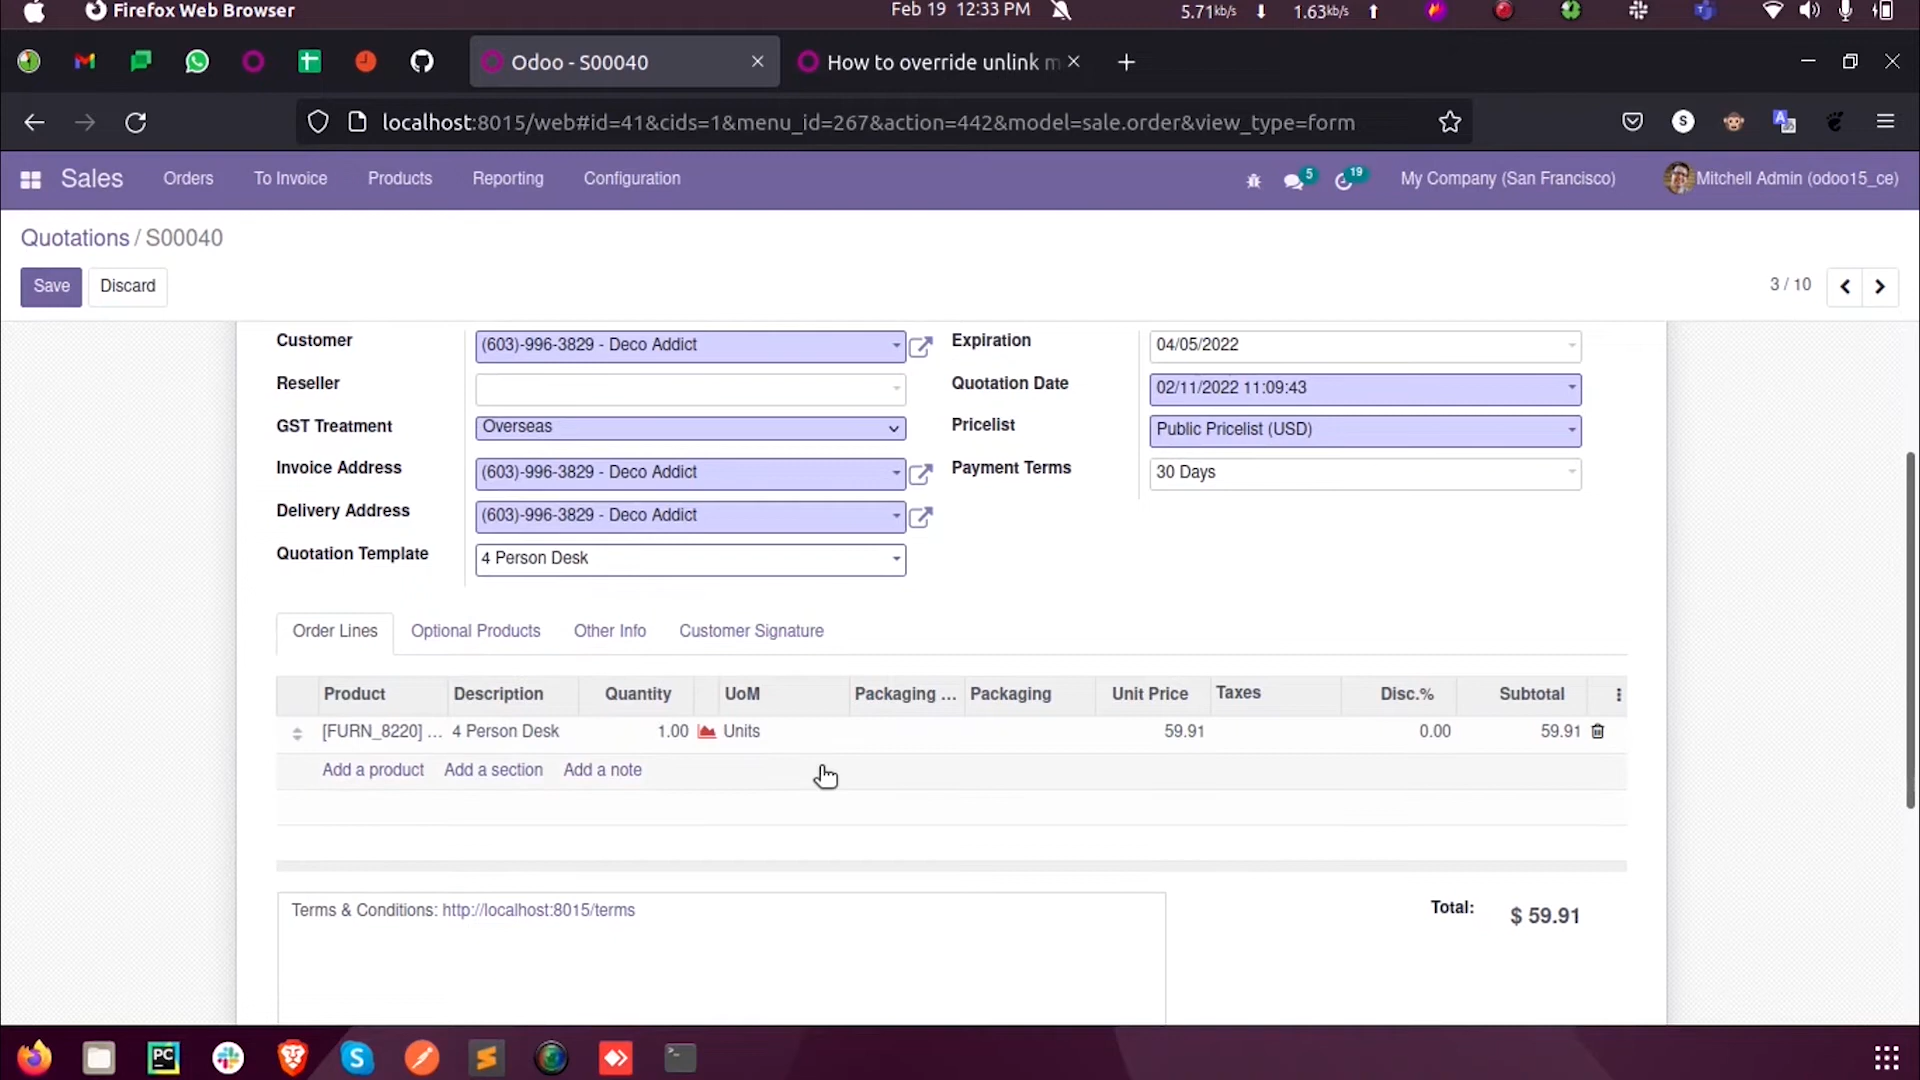 Firefox Web Browser
Feb 19 12:33 PM
5.71kb/s
1.63kb/s
Odoo - S00040
How to override unlink m
localhost:8015/web#id=41&cids=1&menu_id=267&action=442&model=sale.order&view_type=form
Sales
Orders
To Invoice
Products
Reporting
Configuration
5
19
My Company (San Francisco)
Mitchell Admin (odoo15_ce)
Quotations / S00040
Save
Discard
3 / 10
Customer
(603)-996-3829 - Deco Addict
Expiration
04/05/2022
Reseller
Quotation Date
02/11/2022 11:09:43
GST Treatment
Overseas
Pricelist
Public Pricelist (USD)
Invoice Address
(603)-996-3829 - Deco Addict
Payment Terms
30 Days
Delivery Address
(603)-996-3829 - Deco Addict
Quotation Template
4 Person Desk
Order Lines
Optional Products
Other Info
Customer Signature
Product Description Quantity UoM Packaging ... Packaging Unit Price Taxes Disc.% Subtotal
[FURN_8220] ... 4 Person Desk 1.00 Units 59.91 0.00 59.91
Add a product Add a section Add a note
Terms & Conditions: http://localhost:8015/terms
Total: $ 59.91